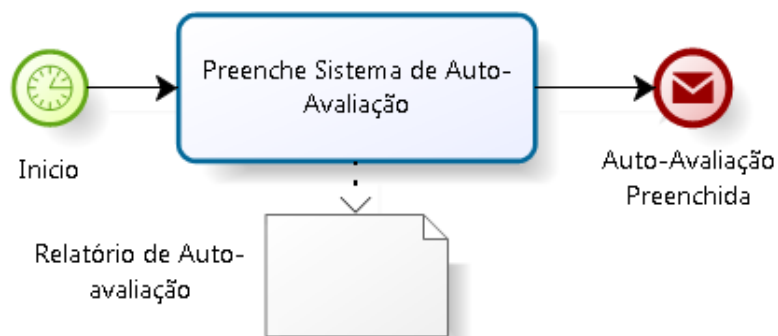 Preenche Sistema de Auto-
Avaliação
Inicio
Auto-Avaliação
Preenchida
Relatório de Auto-
avaliação